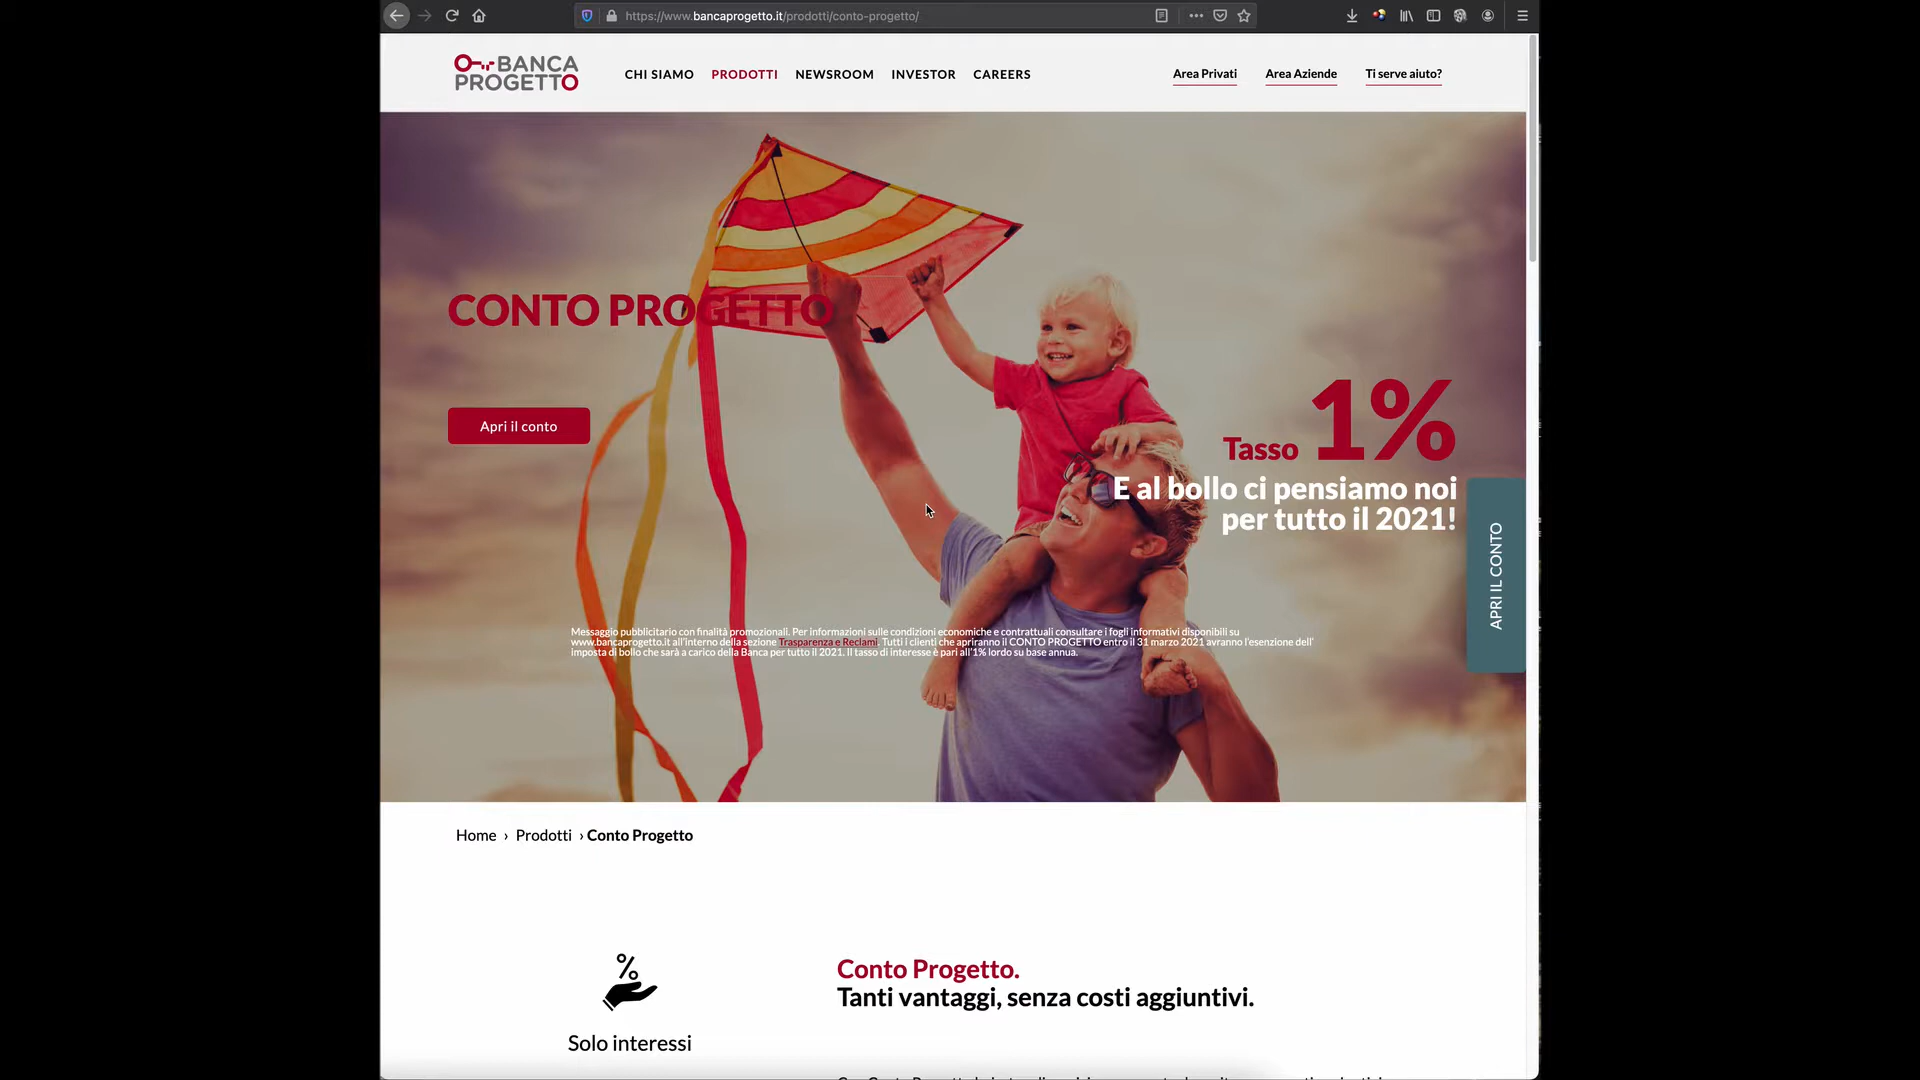 https://www.bancaprogetto.it/prodotti/conto-progetto/
BANCA
PROGETTO
CHI SIAMO
PRODOTTI
NEWSROOM
INVESTOR
CAREERS
Area Privati
Area Aziende
Ti serve aiuto?
CONTO PROGETTO
Apri il conto
Tasso 1%
E al bollo ci pensiamo noi
per tutto il 2021!
APRI IL CONTO
Messaggio pubblicitario con finalità promozionali. Per informazioni sulle condizioni economiche e contrattuali consultare i fogli informativi disponibili su
www.bancaprogetto.it all'interno della sezione Trasparenza e Reclami. Tutti i clienti che apriranno il CONTO PROGETTO entro il 31 marzo 2021 avranno l'esenzione dell'
imposta di bollo che sarà a carico della Banca per tutto il 2021. Il tasso di interesse è pari all'1% lordo su base annua.
Home › Prodotti › Conto Progetto
%
Conto Progetto.
Tanti vantaggi, senza costi aggiuntivi.
Solo interessi